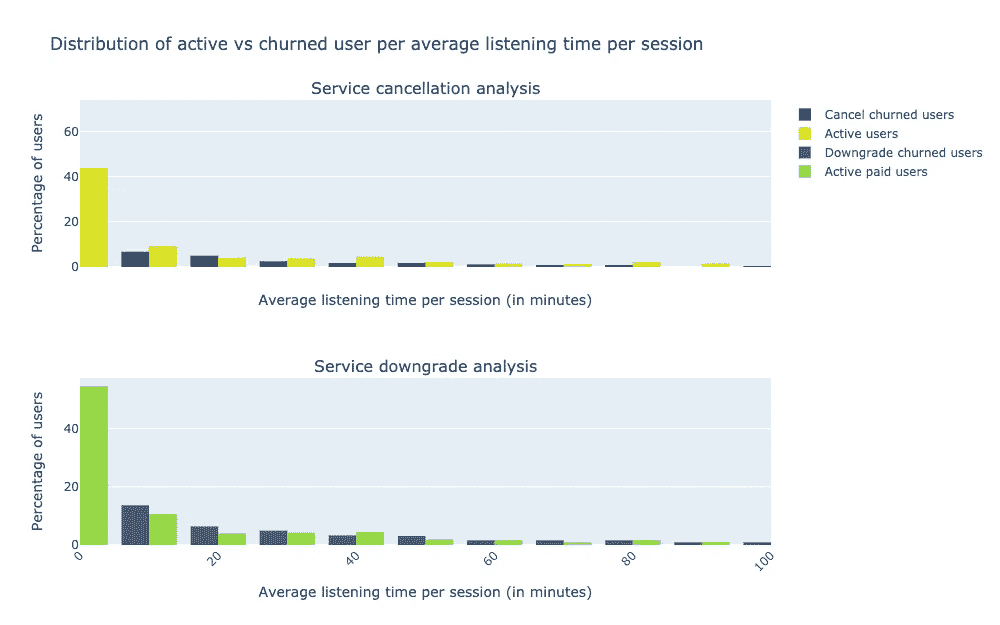 Distribution of active vs churned user per average listening time per session
Service cancellation analysis
Cancel churned users
Active users
Downgrade churned users
Active paid users
Percentage of users
60
40
20
0
Average listening time per session (in minutes)
Service downgrade analysis
Percentage of users
40
20
0
0
20
40
60
80
100
Average listening time per session (in minutes)